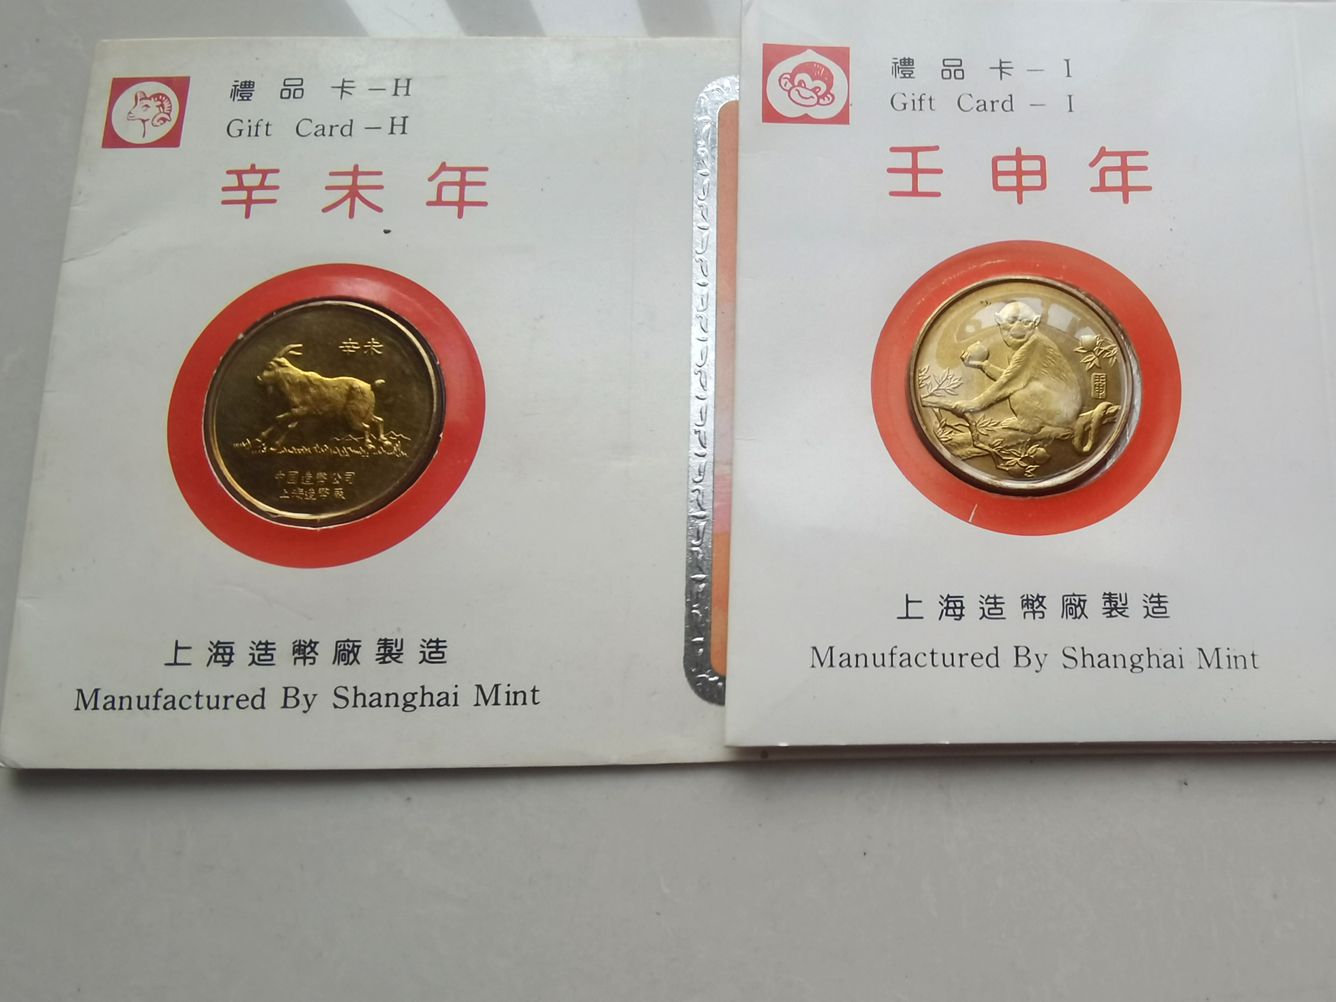 禮品卡－H
Gift Card－H
辛未年
辛未
中国造幣公司
上海造幣厰
上海造幣廠製造
Manufactured By Shanghai Mint
禮品卡－I
Gift Card － I
壬申年
壬申
上海造幣廠製造
Manufactured By Shanghai Mint